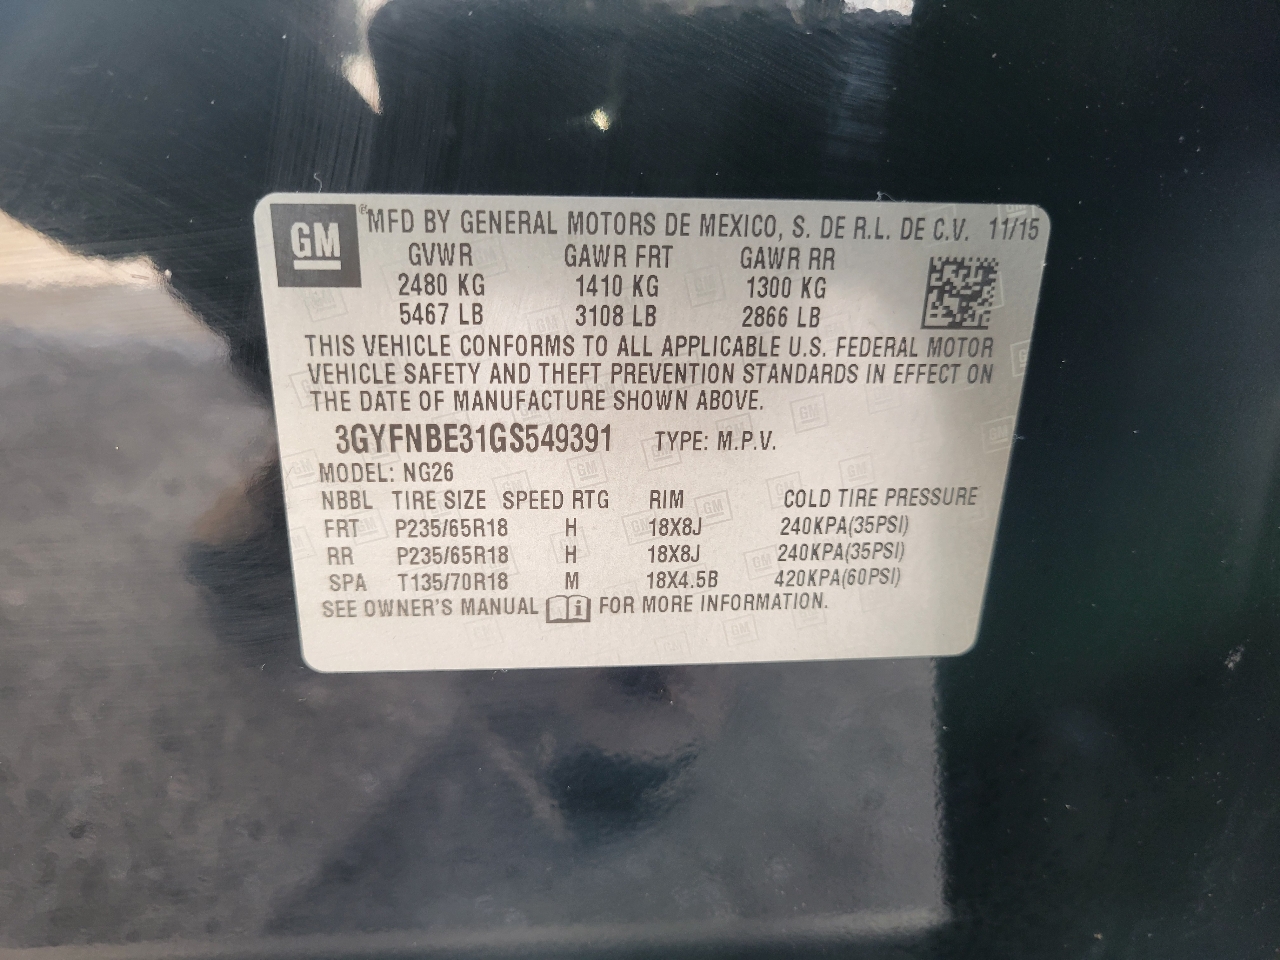 GM ® MFD BY GENERAL MOTORS DE MEXICO, S. DE R.L. DE C.V. 11/15
GVWR GAWR FRT GAWR RR
2480 KG 1410 KG 1300 KG
5467 LB 3108 LB 2866 LB
THIS VEHICLE CONFORMS TO ALL APPLICABLE U.S. FEDERAL MOTOR
VEHICLE SAFETY AND THEFT PREVENTION STANDARDS IN EFFECT ON
THE DATE OF MANUFACTURE SHOWN ABOVE.
3GYFNBE31GS549391 TYPE: M.P.V.
MODEL: NG26
NBBL TIRE SIZE SPEED RTG RIM COLD TIRE PRESSURE
FRT P235/65R18 H 18X8J 240KPA(35PSI)
RR P235/65R18 H 18X8J 240KPA(35PSI)
SPA T135/70R18 M 18X4.5B 420KPA(60PSI)
SEE OWNER'S MANUAL i FOR MORE INFORMATION.